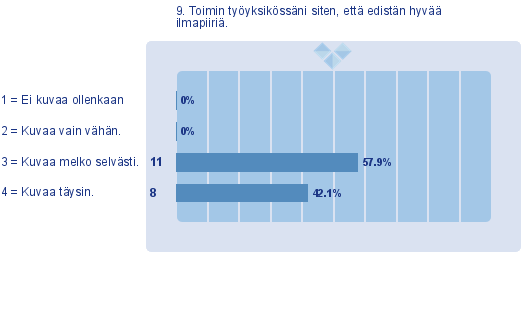 9. Toimin työyksikössäni siten, että edistän hyvää
ilmapiiriä.
1 = Ei kuvaa ollenkaan 0%
2 = Kuvaa vain vähän. 0%
3 = Kuvaa melko selvästi. 11 57.9%
4 = Kuvaa täysin. 8 42.1%